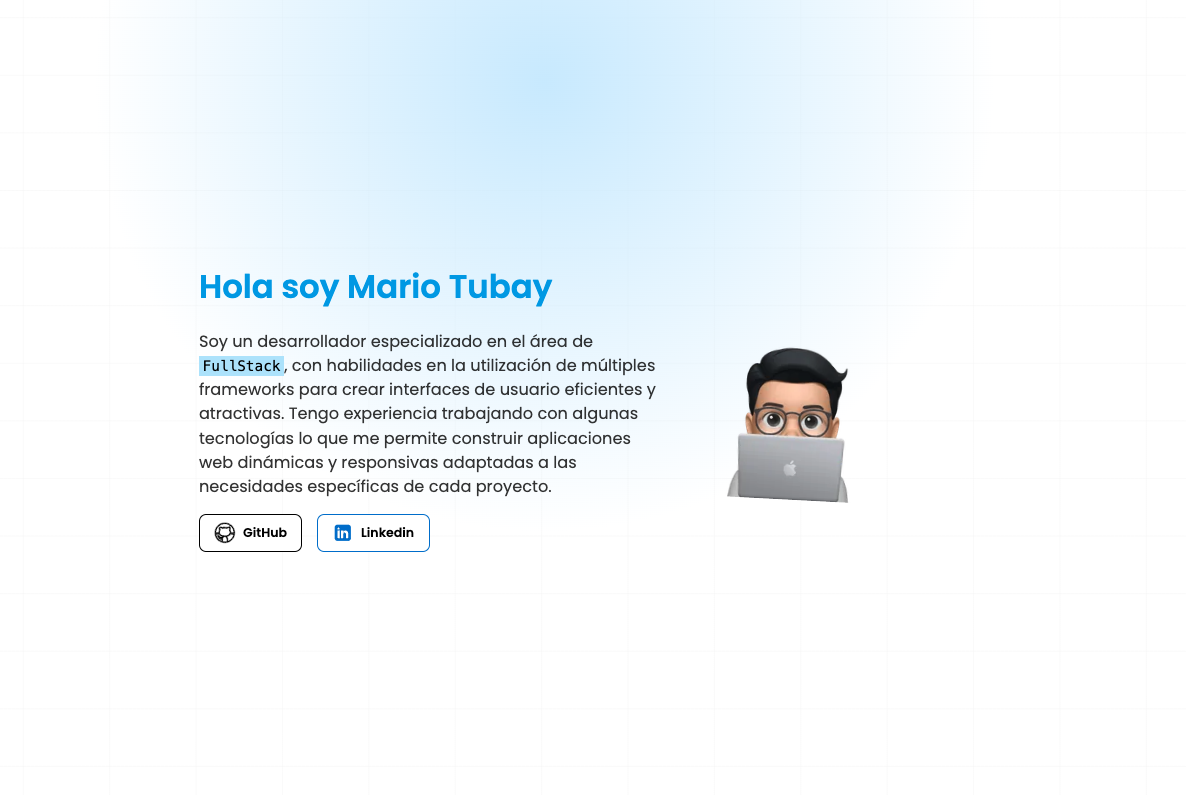 Hola soy Mario Tubay
Soy un desarrollador especializado en el área de
FullStack, con habilidades en la utilización de múltiples
frameworks para crear interfaces de usuario eficientes y
atractivas. Tengo experiencia trabajando con algunas
tecnologías lo que me permite construir aplicaciones
web dinámicas y responsivas adaptadas a las
necesidades específicas de cada proyecto.
GitHub
Linkedin